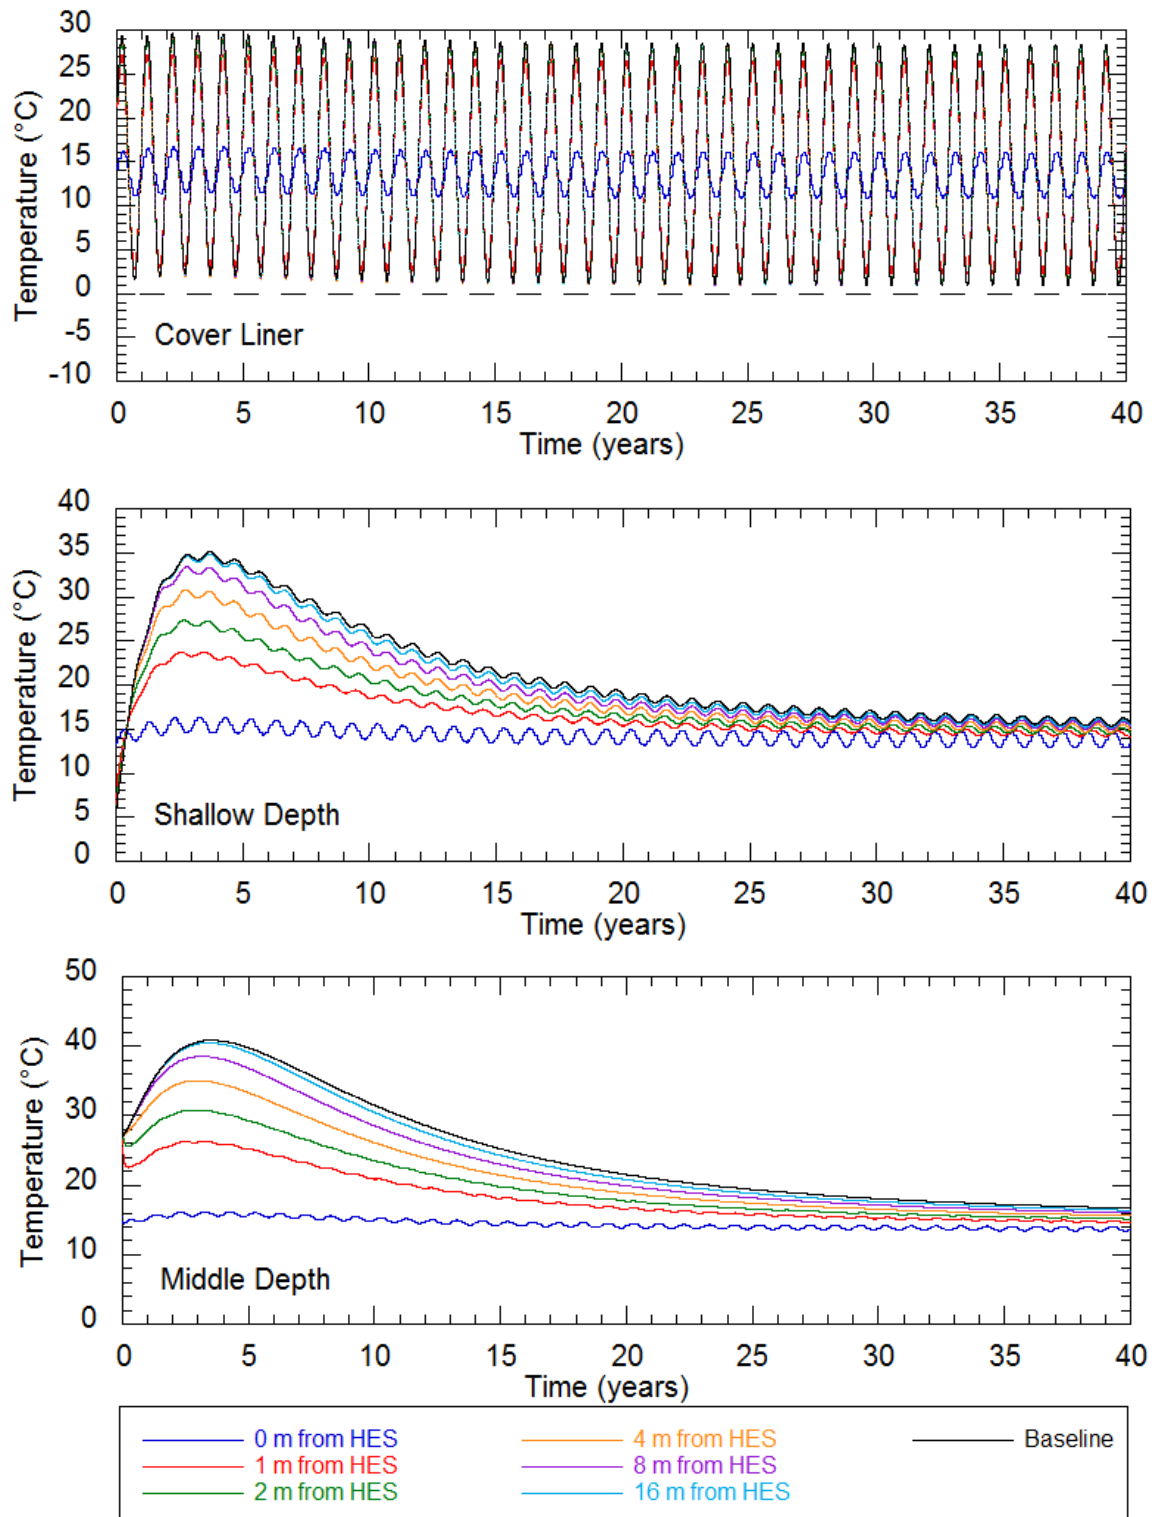 30
25
20
15
10
5
0
-5
-10
Temperature (°C)
Cover Liner
0 5 10 15 20 25 30 35 40
Time (years)
40
35
30
25
20
15
10
5
0
Temperature (°C)
Shallow Depth
0 5 10 15 20 25 30 35 40
Time (years)
50
40
30
20
10
0
Temperature (°C)
Middle Depth
0 5 10 15 20 25 30 35 40
Time (years)
0 m from HES 4 m from HES Baseline
1 m from HES 8 m from HES
2 m from HES 16 m from HES